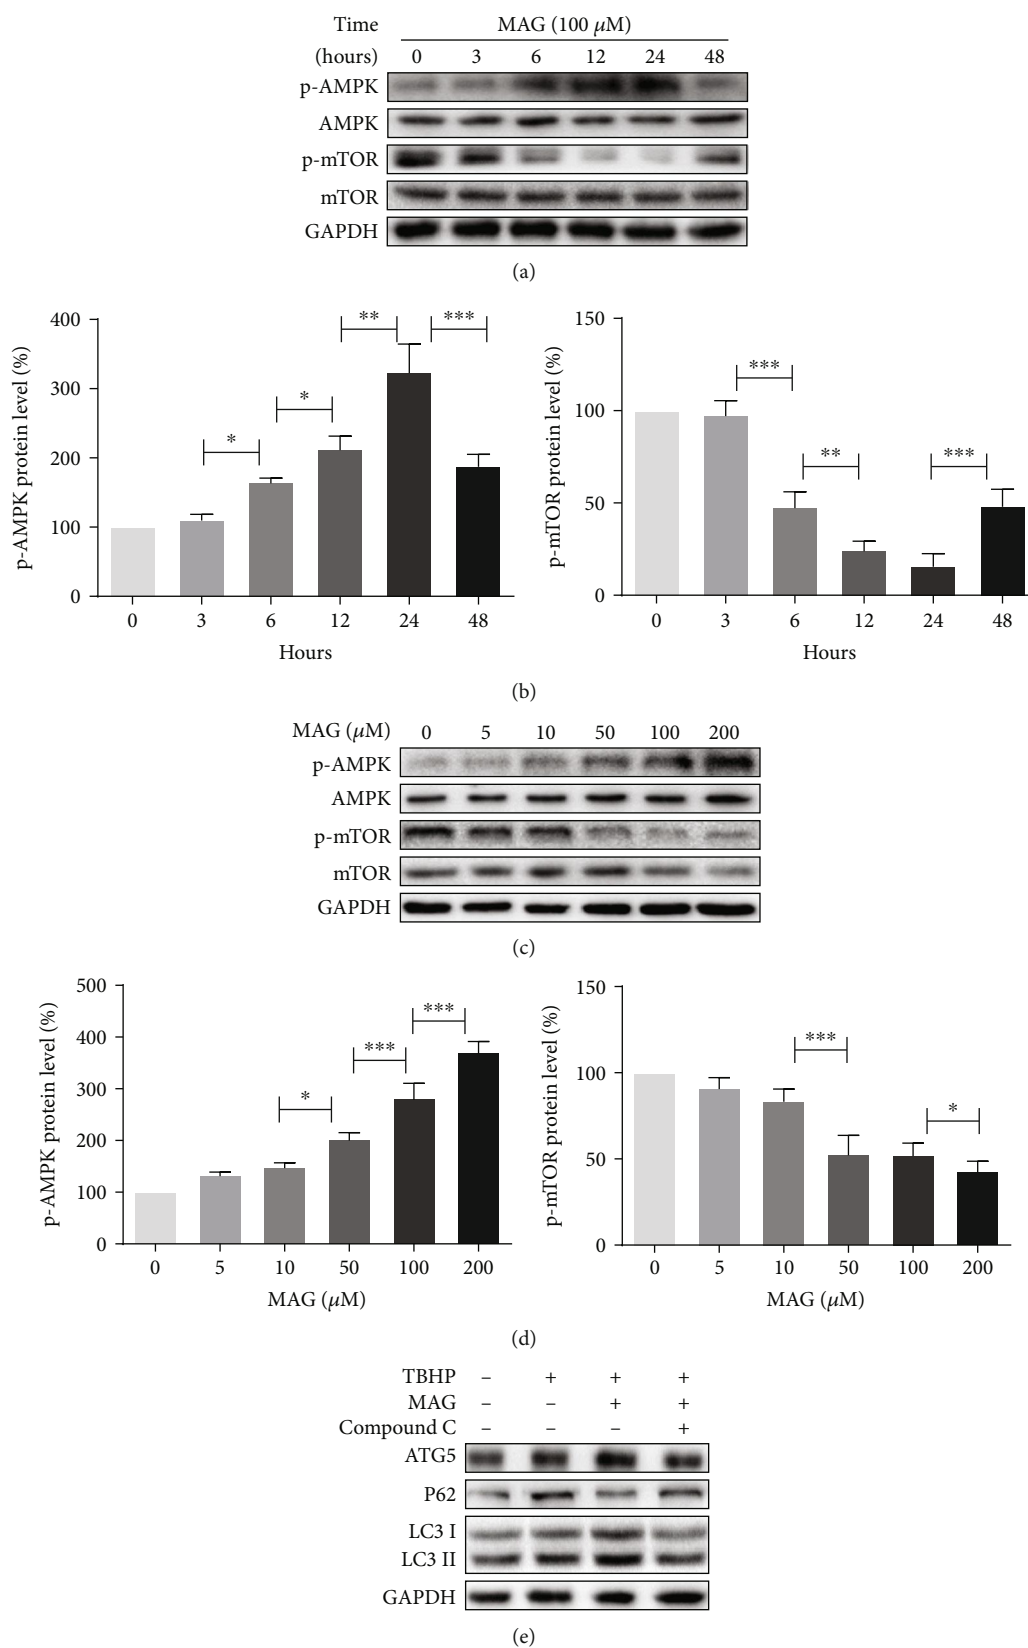 Time MAG (100 μM)
(hours) 0 3 6 12 24 48
p-AMPK
AMPK
p-mTOR
mTOR
GAPDH
(a)
p-AMPK protein level (%)
400
300
200
100
0
* * ** ***
0 3 6 12 24 48
Hours
p-mTOR protein level (%)
150
100
50
0
*** ** ***
0 3 6 12 24 48
Hours
(b)
MAG (μM) 0 5 10 50 100 200
p-AMPK
AMPK
p-mTOR
mTOR
GAPDH
(c)
p-AMPK protein level (%)
500
400
300
200
100
0
* *** ***
0 5 10 50 100 200
MAG (μM)
p-mTOR protein level (%)
150
100
50
0
*** *
0 5 10 50 100 200
MAG (μM)
(d)
TBHP – + + +
MAG – – + +
Compound C – – – +
ATG5
P62
LC3 I
LC3 II
GAPDH
(e)